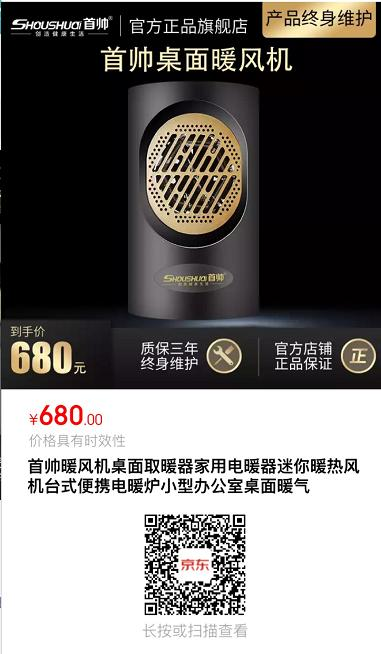 SHOUSHUAI首帅®
创活健康生活
官方正品旗舰店
产品终身维护
首帅桌面暖风机
SHOUSHUAI首帅
到手价
680元
质保三年
终身维护
官方店铺
正品保证
正
¥680.00
价格具有时效性
首帅暖风机桌面取暖器家用电暖器迷你暖热风
机台式便携电暖炉小型办公室桌面暖气
京东
长按或扫描查看